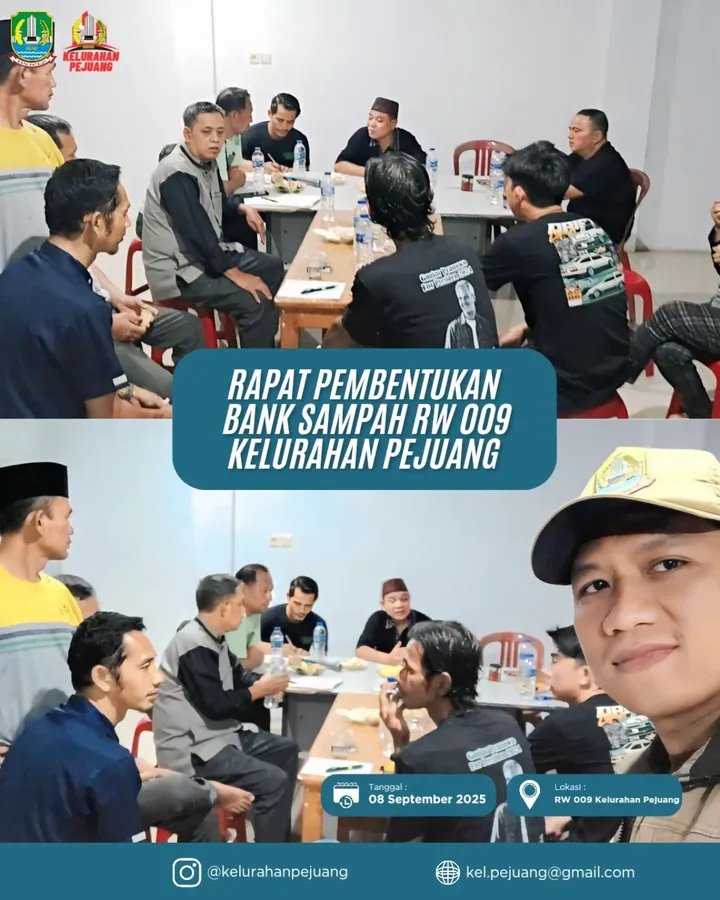 KELURAHAN
PEJUANG
RAPAT PEMBENTUKAN
BANK SAMPAH RW 009
KELURAHAN PEJUANG
Tanggal :
08 September 2025
Lokasi :
RW 009 Kelurahan Pejuang
@kelurahanpejuang
kel.pejuang@gmail.com